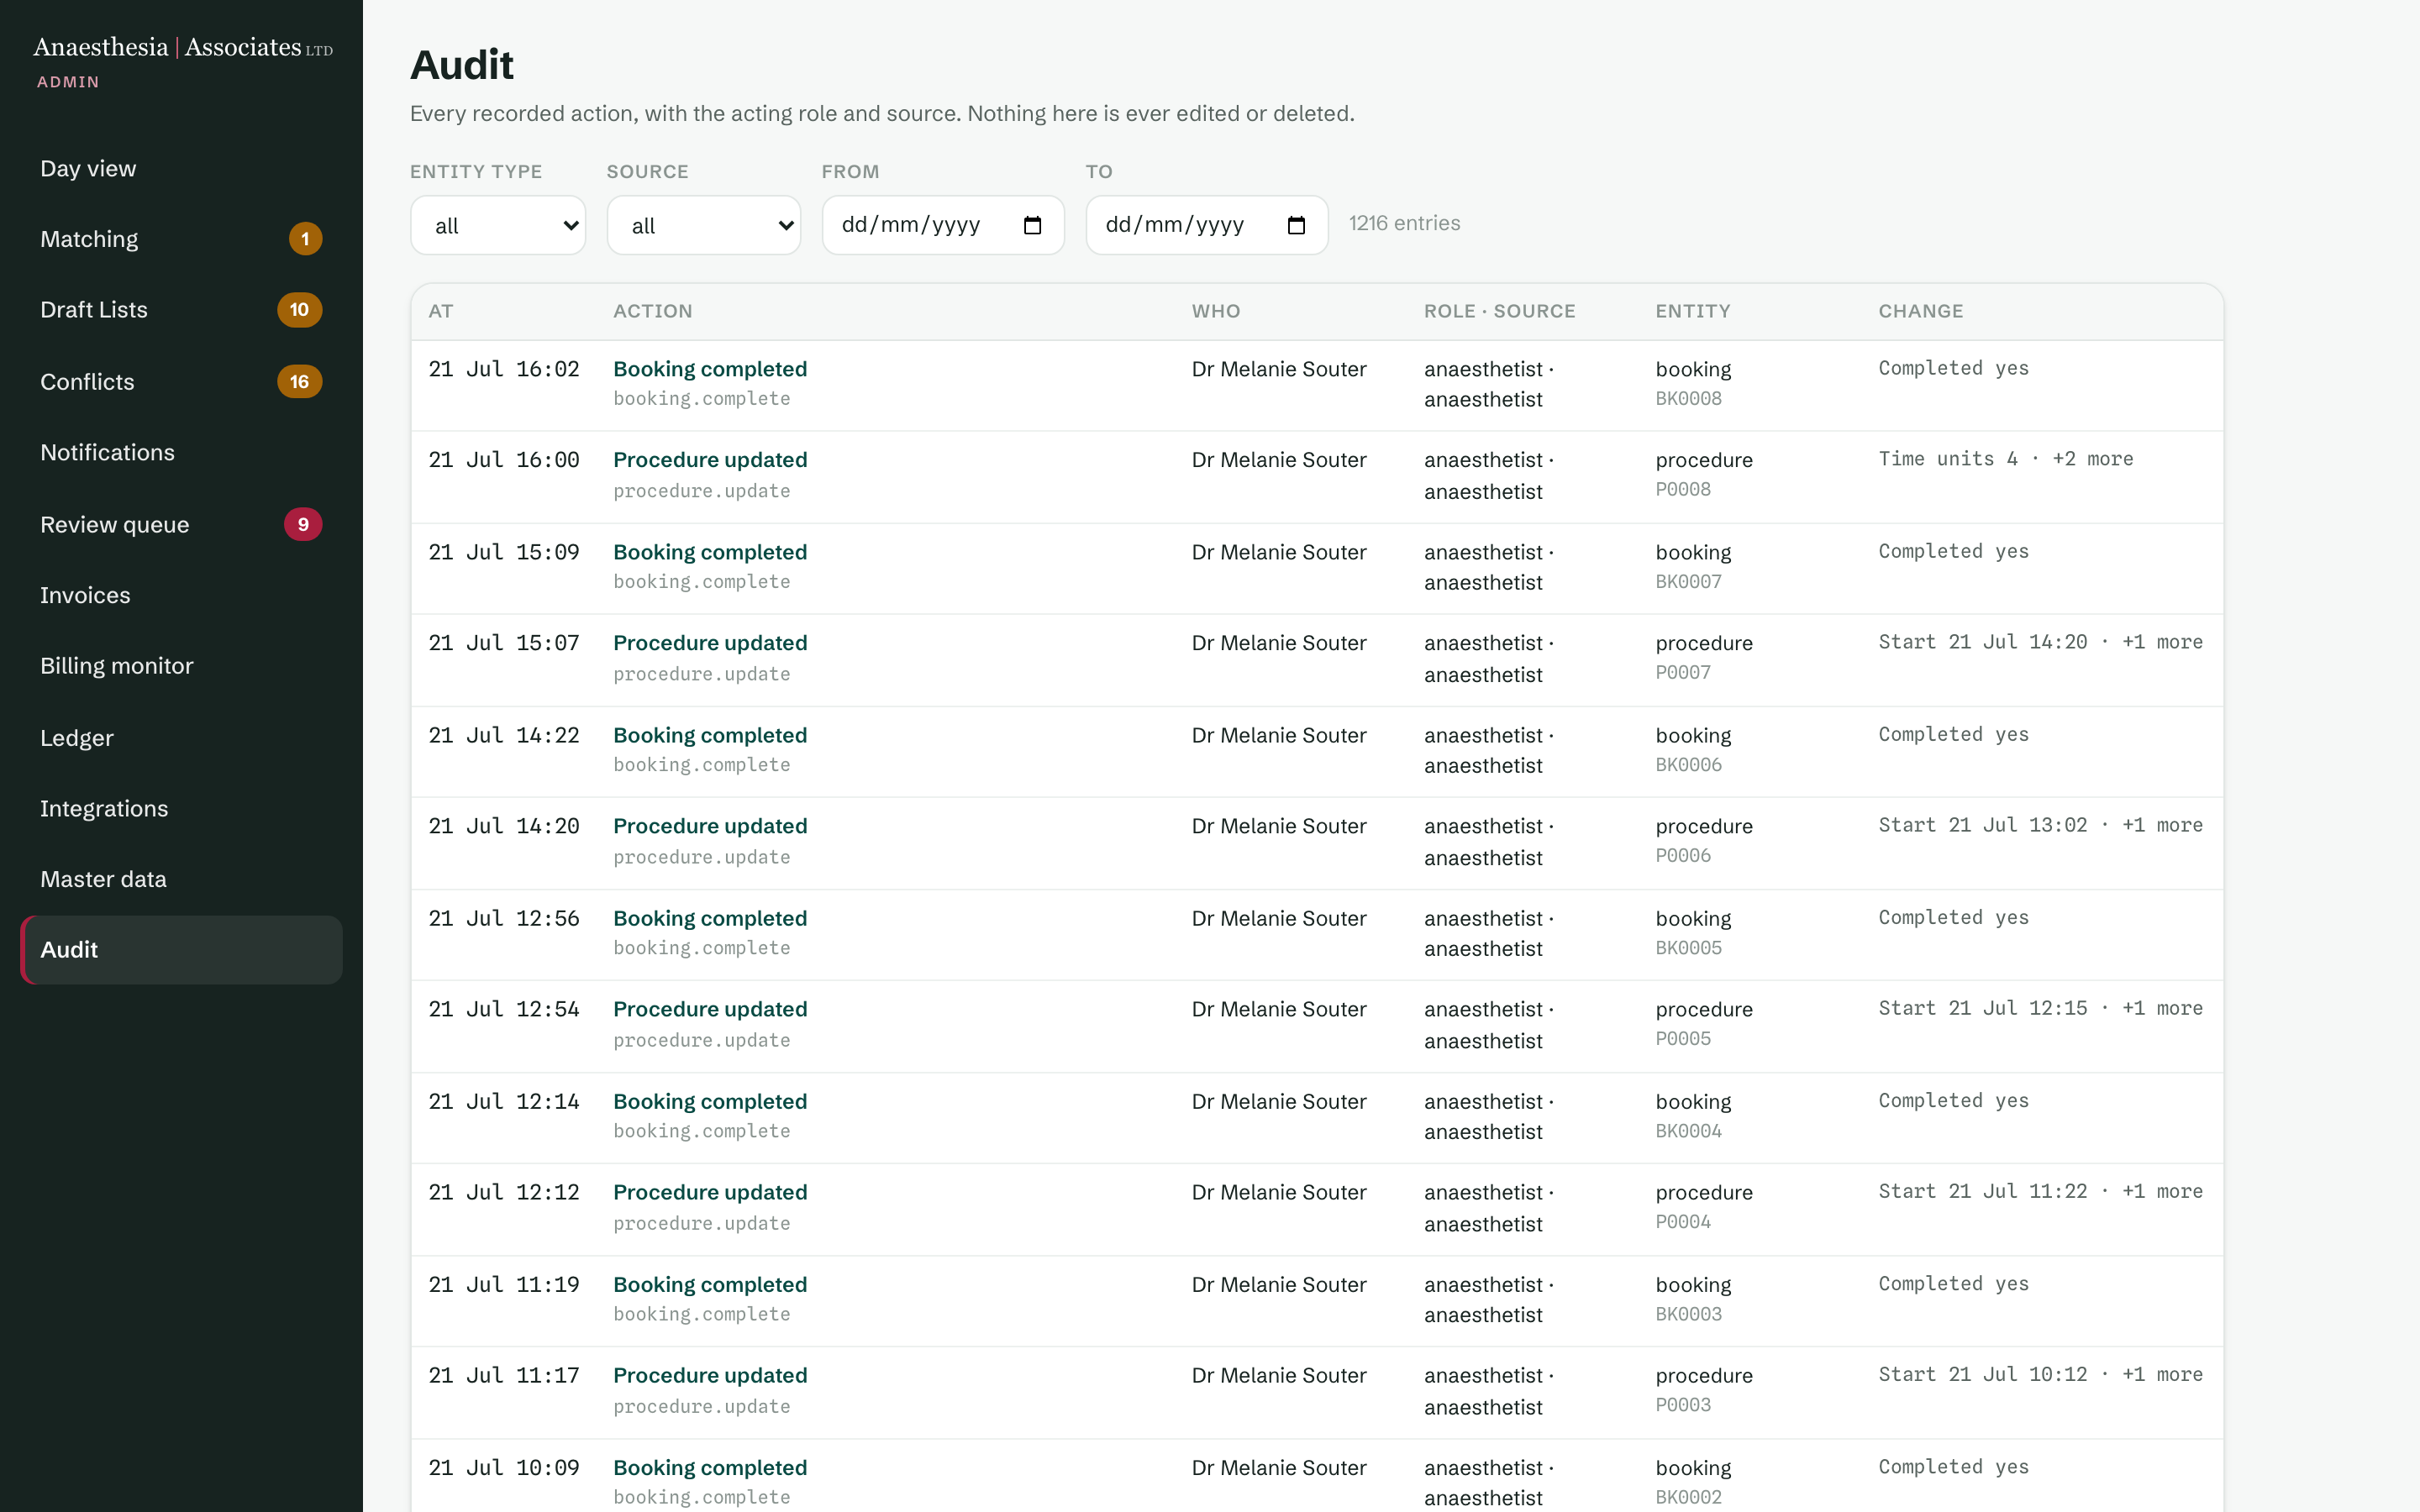 Anaesthesia | Associates LTD
ADMIN
Day view
Matching 1
Draft Lists 10
Conflicts 16
Notifications
Review queue 9
Invoices
Billing monitor
Ledger
Integrations
Master data
Audit
Audit
Every recorded action, with the acting role and source. Nothing here is ever edited or deleted.
ENTITY TYPE SOURCE FROM TO
all all dd/mm/yyyy dd/mm/yyyy 1216 entries
AT ACTION WHO ROLE · SOURCE ENTITY CHANGE
21 Jul 16:02 Booking completed Dr Melanie Souter anaesthetist · booking Completed yes
booking.complete anaesthetist BK0008
21 Jul 16:00 Procedure updated Dr Melanie Souter anaesthetist · procedure Time units 4 · +2 more
procedure.update anaesthetist P0008
21 Jul 15:09 Booking completed Dr Melanie Souter anaesthetist · booking Completed yes
booking.complete anaesthetist BK0007
21 Jul 15:07 Procedure updated Dr Melanie Souter anaesthetist · procedure Start 21 Jul 14:20 · +1 more
procedure.update anaesthetist P0007
21 Jul 14:22 Booking completed Dr Melanie Souter anaesthetist · booking Completed yes
booking.complete anaesthetist BK0006
21 Jul 14:20 Procedure updated Dr Melanie Souter anaesthetist · procedure Start 21 Jul 13:02 · +1 more
procedure.update anaesthetist P0006
21 Jul 12:56 Booking completed Dr Melanie Souter anaesthetist · booking Completed yes
booking.complete anaesthetist BK0005
21 Jul 12:54 Procedure updated Dr Melanie Souter anaesthetist · procedure Start 21 Jul 12:15 · +1 more
procedure.update anaesthetist P0005
21 Jul 12:14 Booking completed Dr Melanie Souter anaesthetist · booking Completed yes
booking.complete anaesthetist BK0004
21 Jul 12:12 Procedure updated Dr Melanie Souter anaesthetist · procedure Start 21 Jul 11:22 · +1 more
procedure.update anaesthetist P0004
21 Jul 11:19 Booking completed Dr Melanie Souter anaesthetist · booking Completed yes
booking.complete anaesthetist BK0003
21 Jul 11:17 Procedure updated Dr Melanie Souter anaesthetist · procedure Start 21 Jul 10:12 · +1 more
procedure.update anaesthetist P0003
21 Jul 10:09 Booking completed Dr Melanie Souter anaesthetist · booking Completed yes
booking.complete anaesthetist BK0002